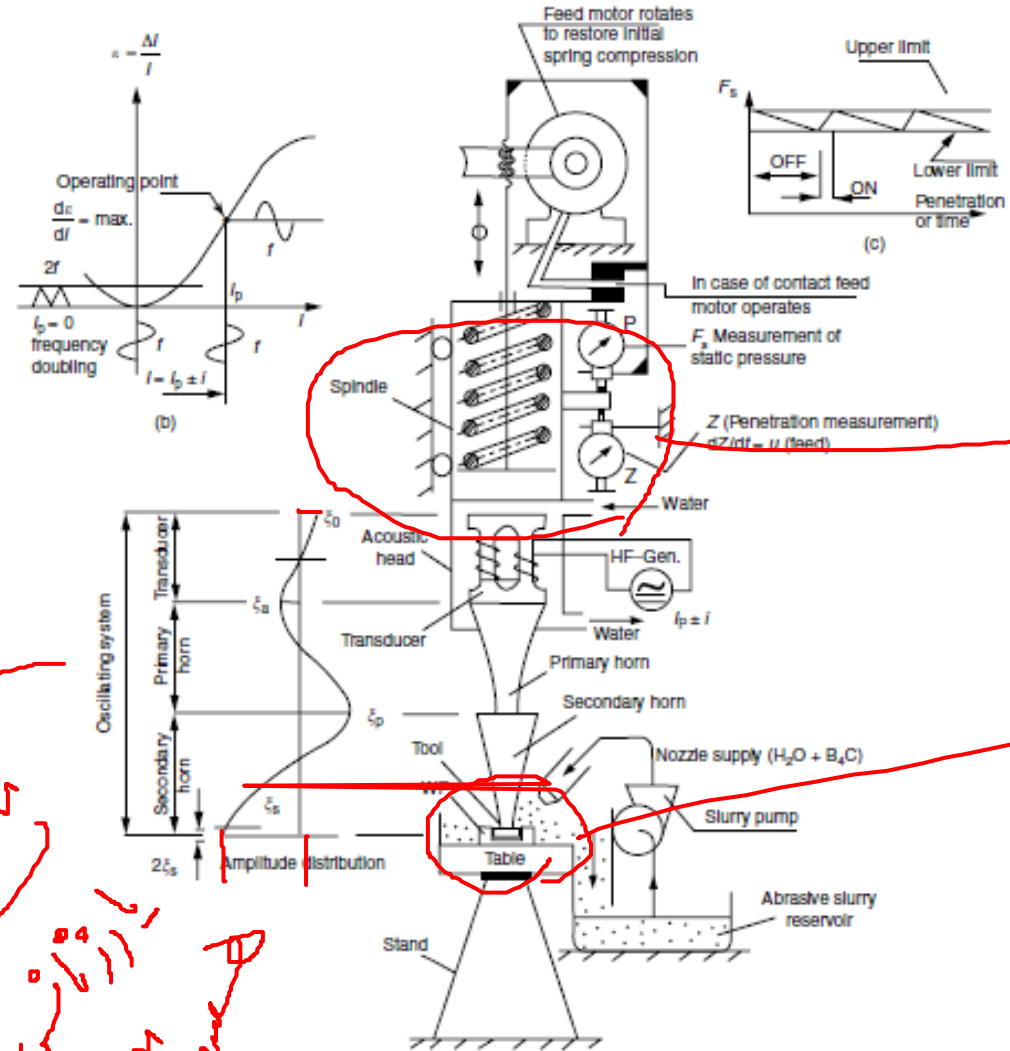 Feed motor rotates
to restore initial
spring compression
ε = Δl/l
Upper limit
Fs
OFF
ON
Lower limit
Penetration
or time
(c)
Operating point
dε/dl = max.
f
2f
lp
l
lp = 0
frequency
doubling
f
f
l = lp ± i
(b)
In case of contact feed
motor operates
P
Fs Measurement of
static pressure
Spindle
Z (Penetration measurement)
dZ/dt = u (feed)
Z
Water
ξ0
Acoustic
head
HF–Gen.
Ip ± i
Water
Transducer
ξa
Transducer
Primary
horn
Oscillating system
Primary horn
Secondary horn
ξp
Secondary
horn
Tool
Nozzle supply (H2O + B4C)
ξs
Slurry pump
Table
2ξs
Amplitude distribution
Abrasive slurry
reservoir
Stand